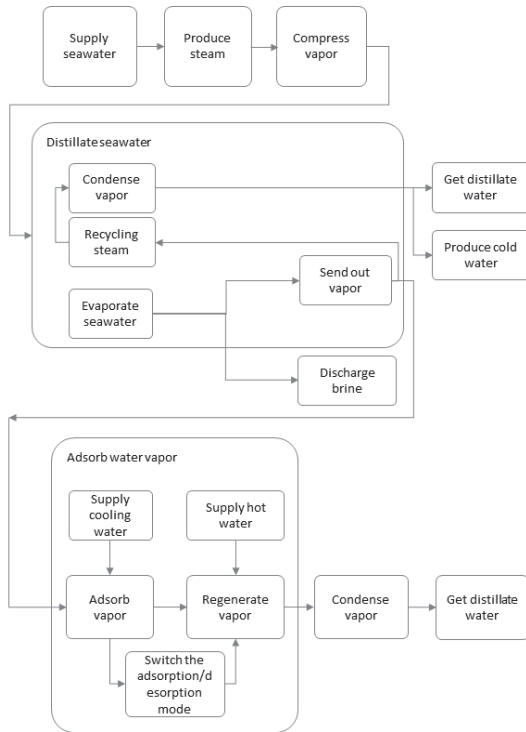 Supply
seawater
Produce
steam
Compress
vapor
Distillate seawater
Condense
vapor
Get distillate
water
Recycling
steam
Produce cold
water
Send out
vapor
Evaporate
seawater
Discharge
brine
Adsorb water vapor
Supply
cooling
water
Supply hot
water
Adsorb
vapor
Regenerate
vapor
Condense
vapor
Get distillate
water
Switch the
adsorption/d
esorption
mode